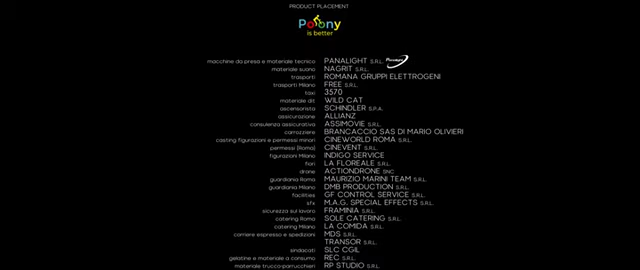 PRODUCT PLACEMENT
Poony
is better
macchine da presa e materiale tecnico PANALIGHT S.R.L. Panalight
materiale suono NAGRIT S.R.L.
trasporti ROMANA GRUPPI ELETTROGENI
trasporti Milano FREE S.R.L.
taxi 3570
materiale dit WILD CAT
ascensorista SCHINDLER S.P.A.
assicurazione ALLIANZ
consulenza assicurativa ASSIMOVIE S.R.L.
carrozziere BRANCACCIO SAS DI MARIO OLIVIERI
casting figurazioni e permessi minori CINEWORLD ROMA S.R.L.
permessi (Roma) CINEVENT S.R.L.
figurazioni Milano INDIGO SERVICE
fiori LA FLOREALE S.R.L.
drone ACTIONDRONE SNC
guardiania Roma MAURIZIO MARINI TEAM S.R.L.
guardiania Milano DMB PRODUCTION S.R.L.
facilities GF CONTROL SERVICE S.R.L.
sfx M.A.G. SPECIAL EFFECTS S.R.L.
sicurezza sul lavoro FRAMINIA S.R.L.
catering Roma SOLE CATERING S.R.L.
catering Milano LA COMIDA S.R.L.
corriere espresso e spedizioni MDS S.R.L.
TRANSOR S.R.L.
sindacati SLC CGIL
gelatine e materiale a consumo REC S.R.L.
materiale trucco-parrucchieri RP STUDIO S.R.L.